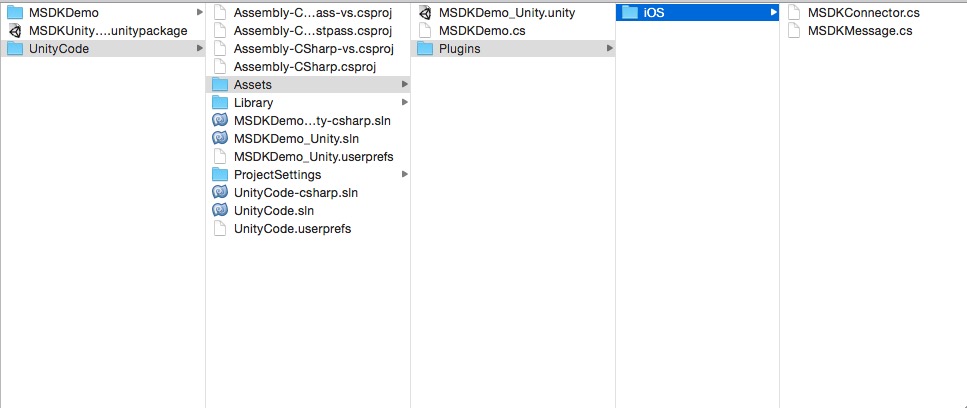 MSDKDemo
MSDKUnity....unitypackage
UnityCode
Assembly-C...ass-vs.csproj
Assembly-C...stpass.csproj
Assembly-CSharp-vs.csproj
Assembly-CSharp.csproj
Assets
Library
MSDKDemo...ty-csharp.sln
MSDKDemo_Unity.sln
MSDKDemo_Unity.userprefs
ProjectSettings
UnityCode-csharp.sln
UnityCode.sln
UnityCode.userprefs
MSDKDemo_Unity.unity
MSDKDemo.cs
Plugins
iOS
MSDKConnector.cs
MSDKMessage.cs